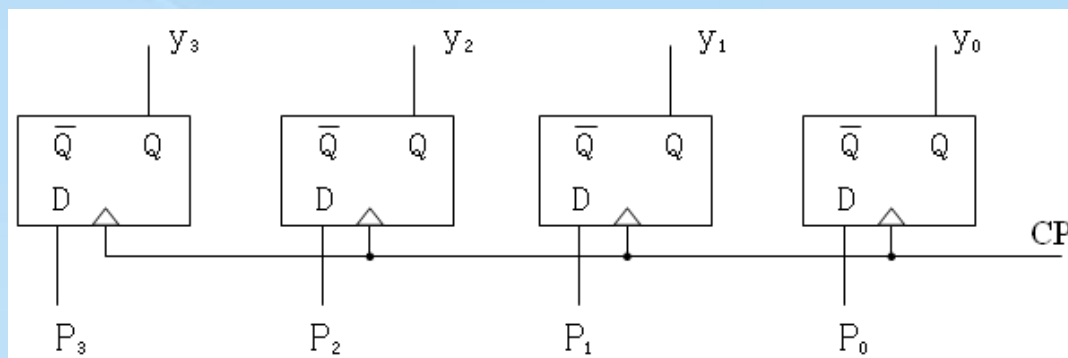 y₃ y₂ y₁ y₀
Q̅ Q Q̅ Q Q̅ Q Q̅ Q
D D D D
CP
P₃ P₂ P₁ P₀